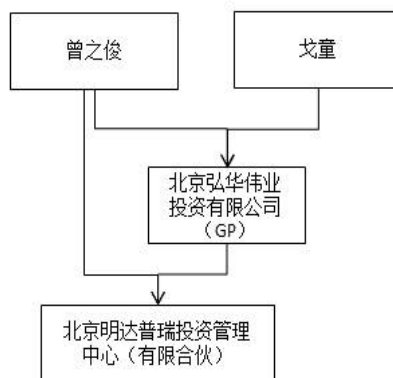 曾之俊
戈童
北京弘华伟业
投资有限公司
（GP）
北京明达普瑞投资管理
中心（有限合伙）